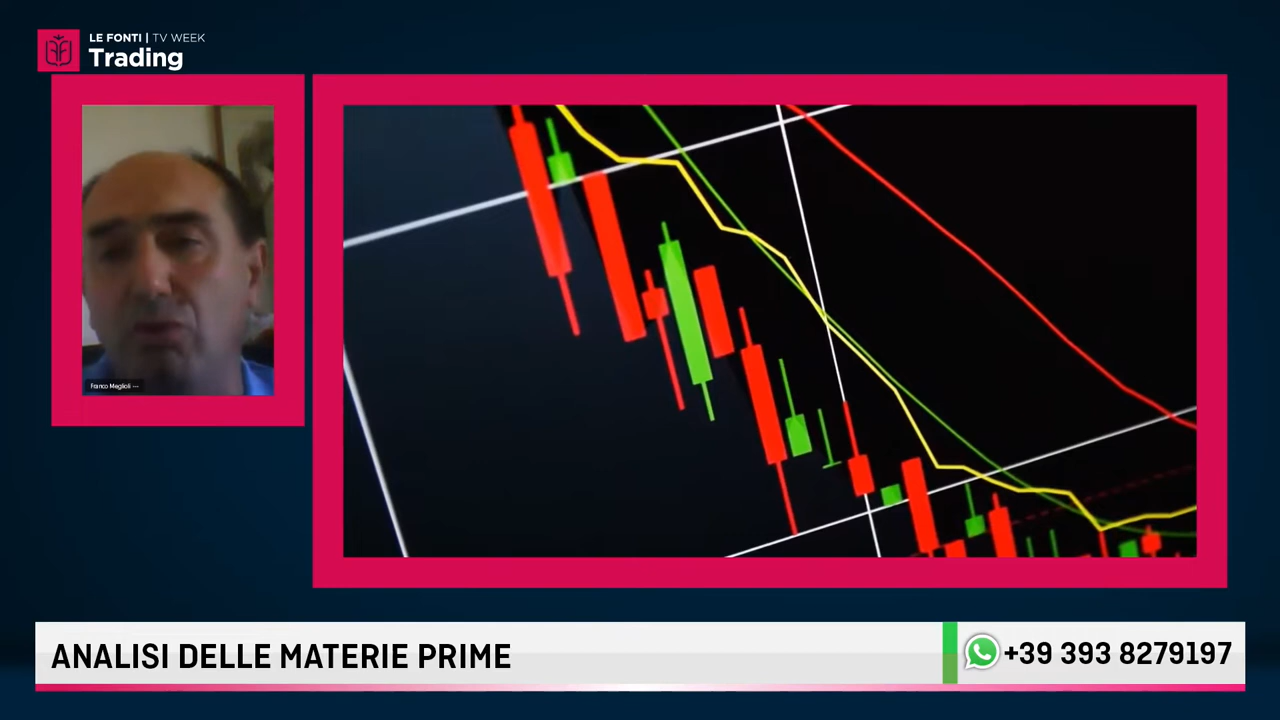 LE FONTI | TV WEEK
Trading
Franco Meglioli
ANALISI DELLE MATERIE PRIME
+39 393 8279197